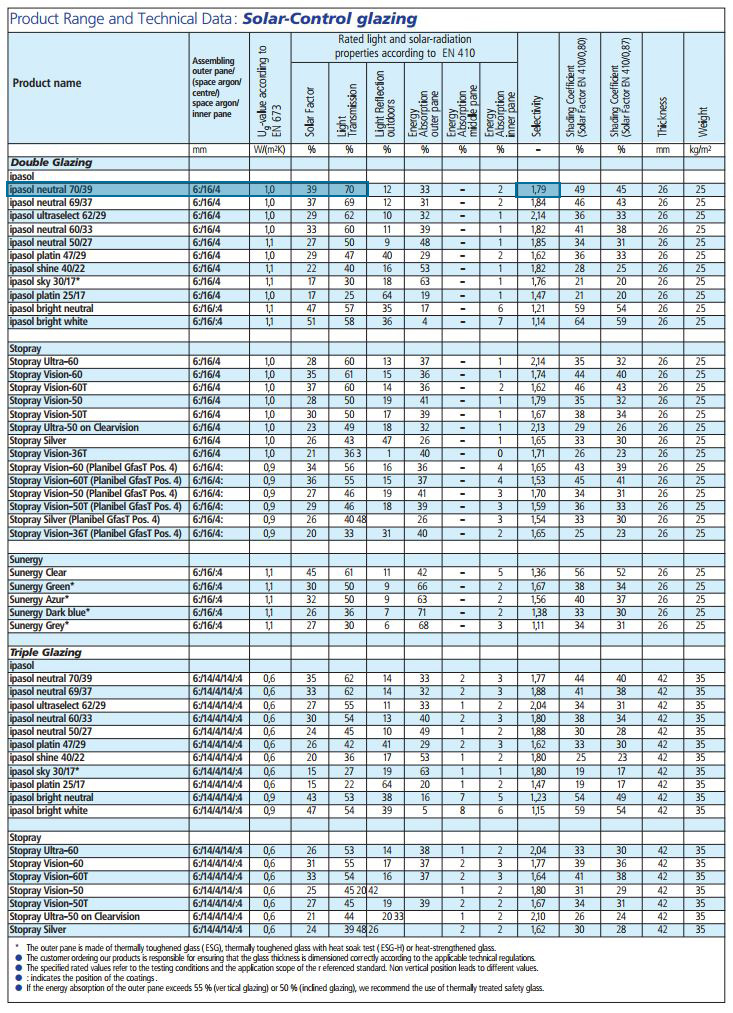 Product Range and Technical Data: Solar-Control glazing
Product name
Assembling outer pane/ (space argon/ centre/) space argon/ inner pane
Ug-value according to EN 673
Rated light and solar-radiation properties according to EN 410
Solar Factor
Light Transmission
Light Reflection outdoors
Energy Absorption outer pane
Energy Absorption middle pane
Energy Absorption inner pane
Selectivity
Shading Coefficient (Solar Factor EN 410/0,80)
Shading Coefficient (Solar Factor EN 410/0,87)
Thickness
Weight
mm W/(m²K) % % % % % % – % % mm kg/m²
Double Glazing
ipasol
ipasol neutral 70/39 6:/16/4 1,0 39 70 12 33 – 2 1,79 49 45 26 25
ipasol neutral 69/37 6:/16/4 1,0 37 69 12 31 – 2 1,84 46 43 26 25
ipasol ultraselect 62/29 6:/16/4 1,0 29 62 10 32 – 1 2,14 36 33 26 25
ipasol neutral 60/33 6:/16/4 1,0 33 60 11 39 – 1 1,82 41 38 26 25
ipasol neutral 50/27 6:/16/4 1,1 27 50 9 48 – 1 1,85 34 31 26 25
ipasol platin 47/29 6:/16/4 1,0 29 47 40 29 – 2 1,62 36 33 26 25
ipasol shine 40/22 6:/16/4 1,1 22 40 16 53 – 1 1,82 28 25 26 25
ipasol sky 30/17* 6:/16/4 1,1 17 30 18 63 – 1 1,76 21 20 26 25
ipasol platin 25/17 6:/16/4 1,1 17 25 64 19 – 1 1,47 21 20 26 25
ipasol bright neutral 6:/16/:4 1,1 47 57 35 17 – 6 1,21 59 54 26 25
ipasol bright white 6:/16/:4 1,1 51 58 36 4 – 7 1,14 64 59 26 25
Stopray
Stopray Ultra–60 6:/16/4 1,0 28 60 13 37 – 1 2,14 35 32 26 25
Stopray Vision-60 6:/16/4 1,0 35 61 15 36 – 1 1,74 44 40 26 25
Stopray Vision-60T 6:/16/4 1,0 37 60 14 36 – 2 1,62 46 43 26 25
Stopray Vision-50 6:/16/4 1,0 28 50 19 41 – 1 1,79 35 32 26 25
Stopray Vision-50T 6:/16/4 1,0 30 50 17 39 – 1 1,67 38 34 26 25
Stopray Ultra-50 on Clearvision 6:/16/4 1,0 23 49 18 32 – 1 2,13 29 26 26 25
Stopray Silver 6:/16/4 1,0 26 43 47 26 – 1 1,65 33 30 26 25
Stopray Vision-36T 6:/16/4 1,0 21 36 3 1 40 – 0 1,71 26 23 26 25
Stopray Vision–60 (Planibel GfasT Pos. 4) 6:/16/4: 0,9 34 56 16 36 – 4 1,65 43 39 26 25
Stopray Vision–60T (Planibel GfasT Pos. 4) 6:/16/4: 0,9 36 55 15 37 – 4 1,53 45 41 26 25
Stopray Vision–50 (Planibel GfasT Pos. 4) 6:/16/4: 0,9 27 46 19 41 – 3 1,70 34 31 26 25
Stopray Vision–50T (Planibel GfasT Pos. 4) 6:/16/4: 0,9 29 46 18 39 – 3 1,59 36 33 26 25
Stopray Silver (Planibel GfasT Pos. 4) 6:/16/4: 0,9 26 40 48 26 – 3 1,54 33 30 26 25
Stopray Vision–36T (Planibel GfasT Pos. 4) 6:/16/4: 0,9 20 33 31 40 – 2 1,65 25 23 26 25
Sunergy
Sunergy Clear 6:/16/:4 1,1 45 61 11 42 – 5 1,36 56 52 26 25
Sunergy Green* 6:/16/:4 1,1 30 50 9 66 – 2 1,67 38 34 26 25
Sunergy Azur* 6:/16/:4 1,1 32 50 9 63 – 2 1,56 40 37 26 25
Sunergy Dark blue* 6:/16/:4 1,1 26 36 7 71 – 2 1,38 33 30 26 25
Sunergy Grey* 6:/16/:4 1,1 27 30 6 68 – 3 1,11 34 31 26 25
Triple Glazing
ipasol
ipasol neutral 70/39 6:/14/4/14/:4 0,6 35 62 14 33 2 3 1,77 44 40 42 35
ipasol neutral 69/37 6:/14/4/14/:4 0,6 33 62 14 32 2 3 1,88 41 38 42 35
ipasol ultraselect 62/29 6:/14/4/14/:4 0,6 27 55 11 33 1 2 2,04 34 31 42 35
ipasol neutral 60/33 6:/14/4/14/:4 0,6 30 54 13 40 2 2 1,80 38 34 42 35
ipasol neutral 50/27 6:/14/4/14/:4 0,6 24 45 10 49 1 2 1,88 30 28 42 35
ipasol platin 47/29 6:/14/4/14/:4 0,6 26 42 41 29 2 3 1,62 33 30 42 35
ipasol shine 40/22 6:/14/4/14/:4 0,6 20 36 17 53 1 2 1,80 25 23 42 35
ipasol sky 30/17* 6:/14/4/14/:4 0,6 15 27 19 63 1 1 1,80 19 17 42 35
ipasol platin 25/17 6:/14/4/14/:4 0,6 15 22 64 20 1 1 1,47 19 17 42 35
ipasol bright neutral 6:/14/4/14/:4 0,9 43 53 38 16 7 5 1,23 54 49 42 35
ipasol bright white 6:/14/4/14/:4 0,9 47 54 39 5 8 6 1,15 59 54 42 35
Stopray
Stopray Ultra–60 6:/14/4/14/:4 0,6 26 53 14 38 1 2 2,04 33 30 42 35
Stopray Vision–60 6:/14/4/14/:4 0,6 31 55 17 37 2 3 1,77 39 36 42 35
Stopray Vision–60T 6:/14/4/14/:4 0,6 33 54 16 37 2 3 1,64 41 38 42 35
Stopray Vision–50 6:/14/4/14/:4 0,6 25 45 20 42 1 2 1,80 31 29 42 35
Stopray Vision–50T 6:/14/4/14/:4 0,6 27 45 19 39 2 2 1,67 34 31 42 35
Stopray Ultra–50 on Clearvision 6:/14/4/14/:4 0,6 21 44 20 33 1 2 2,10 26 24 42 35
Stopray Silver 6:/14/4/14/:4 0,6 24 39 48 26 2 2 1,62 30 28 42 35
* The outer pane is made of thermally toughened glass ( ESG), thermally toughened glass with heat soak test ( ESG-H) or heat-strengthened glass.
● The customer ordering our products is responsible for ensuring that the glass thickness is dimensioned correctly according to the applicable technical regulations.
● The specified rated values refer to the testing conditions and the application scope of the r eferenced standard. Non vertical position leads to different values.
● : indicates the position of the coatings .
● If the energy absorption of the outer pane exceeds 55 % (ver tical glazing) or 50 % (inclined glazing), we recommend the use of thermally treated safety glass.